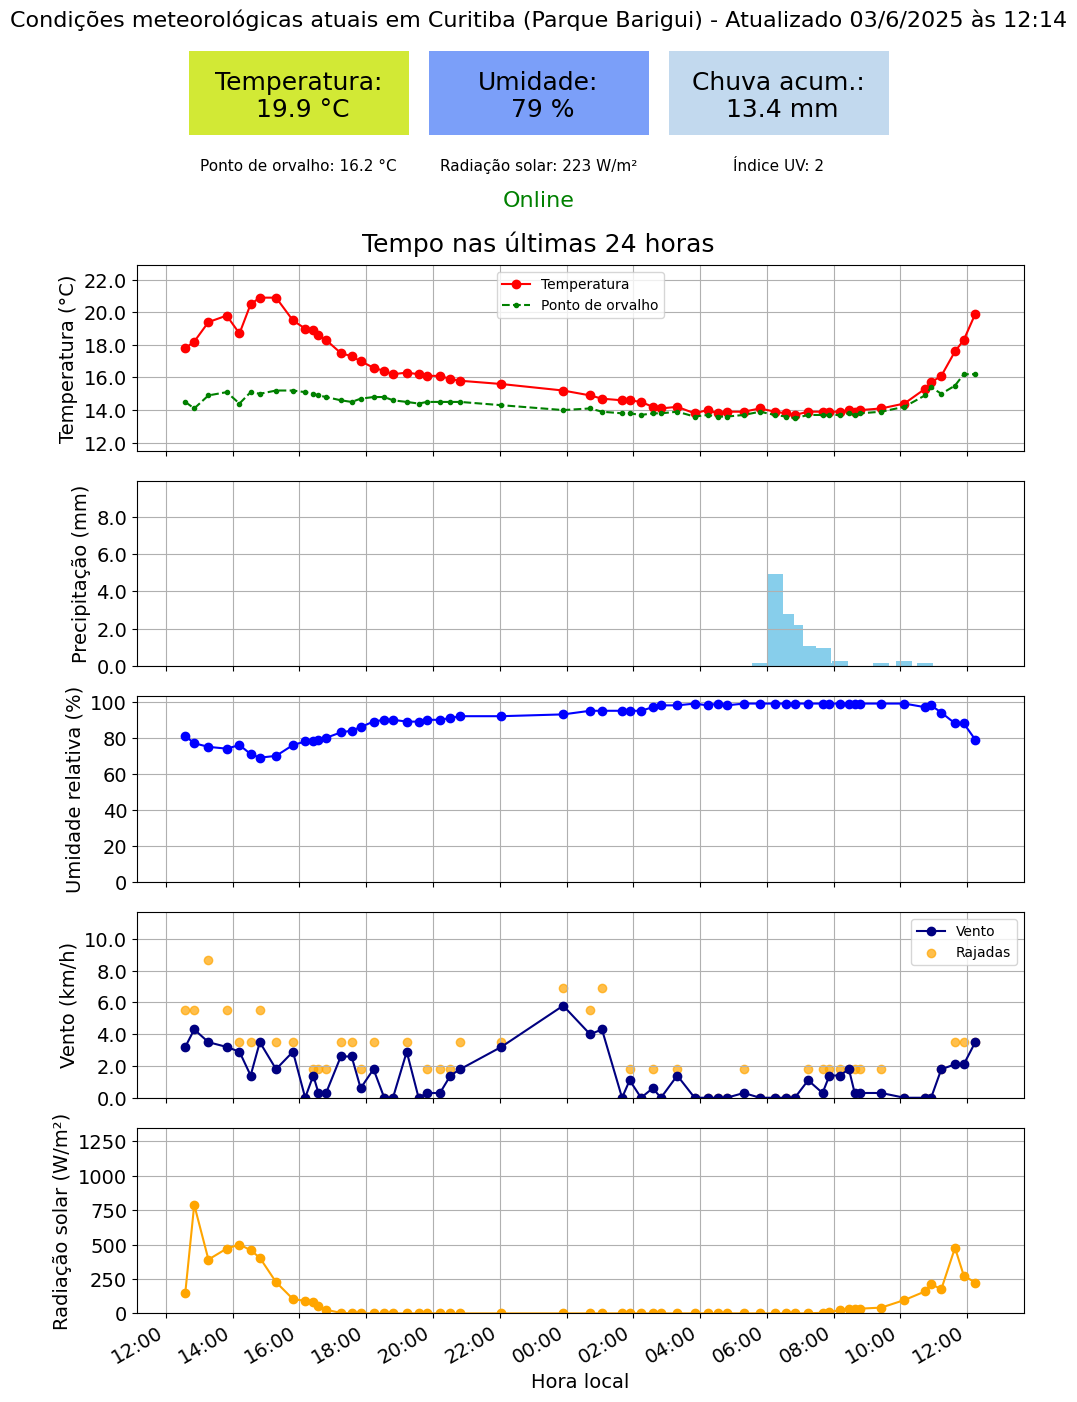 Condições meteorológicas atuais em Curitiba (Parque Barigui) - Atualizado 03/6/2025 às 12:14
Temperatura:
19.9 °C
Umidade:
79 %
Chuva acum.:
13.4 mm
Ponto de orvalho: 16.2 °C
Radiação solar: 223 W/m²
Índice UV: 2
Online
Tempo nas últimas 24 horas
Temperatura (°C)
22.0
20.0
18.0
16.0
14.0
12.0
Temperatura
Ponto de orvalho
Precipitação (mm)
8.0
6.0
4.0
2.0
0.0
Umidade relativa (%)
100
80
60
40
20
0
Vento (km/h)
10.0
8.0
6.0
4.0
2.0
0.0
Vento
Rajadas
Radiação solar (W/m²)
1250
1000
750
500
250
0
12:00
14:00
16:00
18:00
20:00
22:00
00:00
02:00
04:00
06:00
08:00
10:00
12:00
Hora local